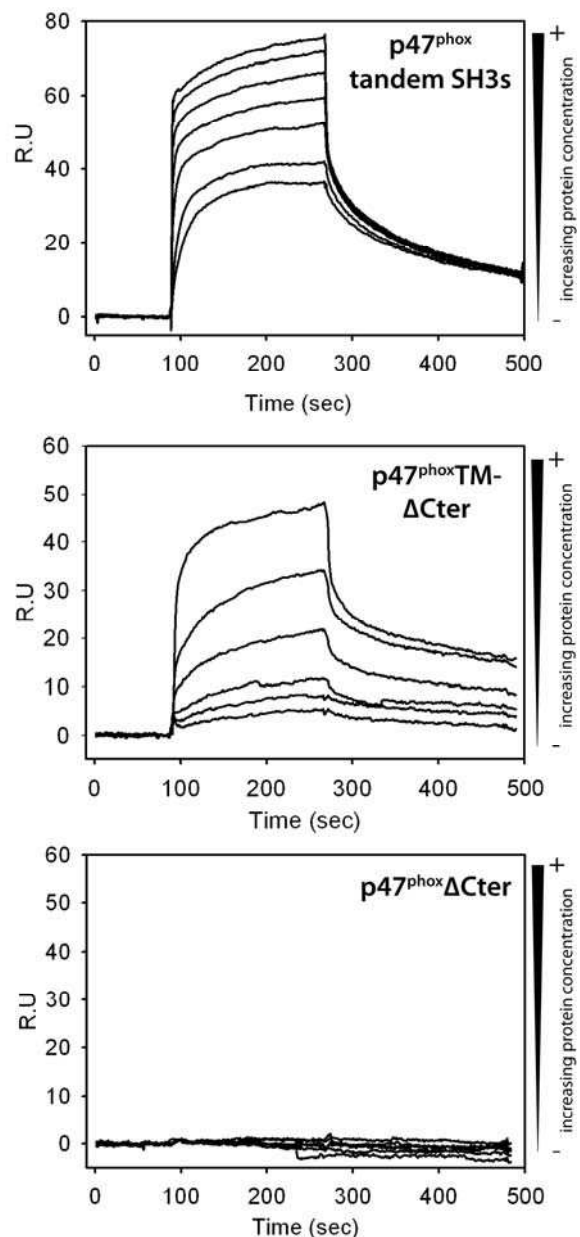 80
60
40
20
0
R.U
p47phox
tandem SH3s
0 100 200 300 400 500
Time (sec)
+
increasing protein concentration
-
60
50
40
30
20
10
0
R.U
p47phoxTM-
ΔCter
0 100 200 300 400 500
Time (sec)
+
increasing protein concentration
-
60
50
40
30
20
10
0
R.U
p47phoxΔCter
0 100 200 300 400 500
Time (sec)
+
increasing protein concentration
-